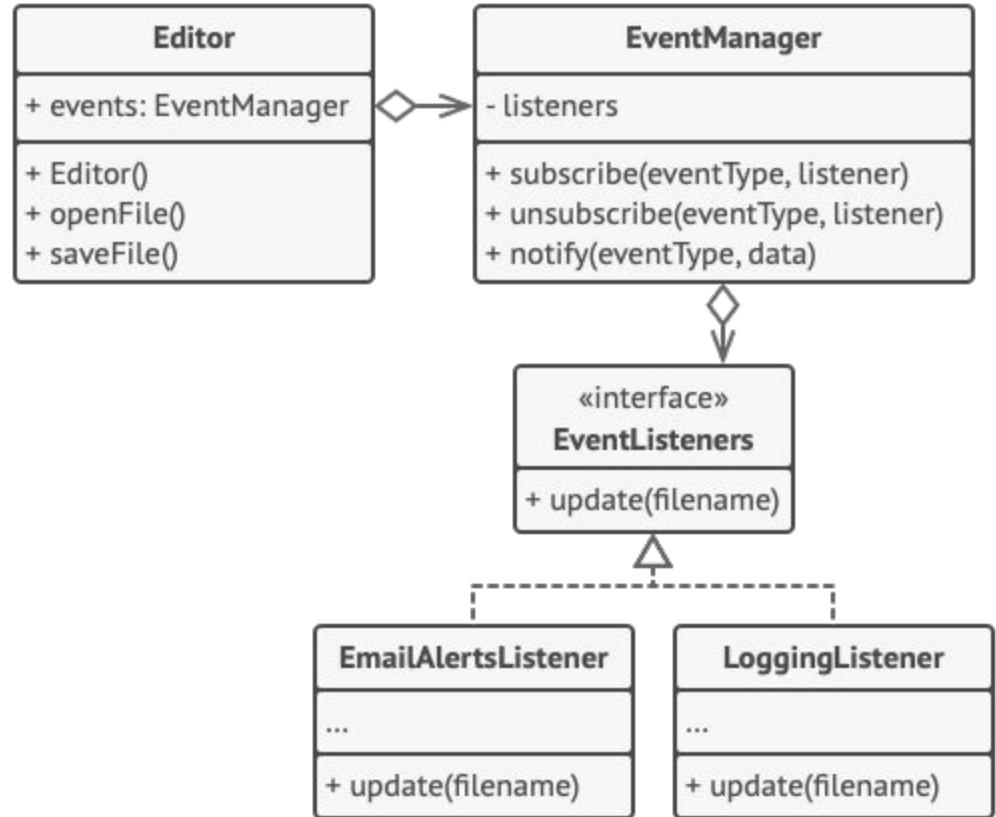 Editor
+ events: EventManager
+ Editor()
+ openFile()
+ saveFile()
EventManager
- listeners
+ subscribe(eventType, listener)
+ unsubscribe(eventType, listener)
+ notify(eventType, data)
«interface»
EventListeners
+ update(filename)
EmailAlertsListener
...
+ update(filename)
LoggingListener
...
+ update(filename)